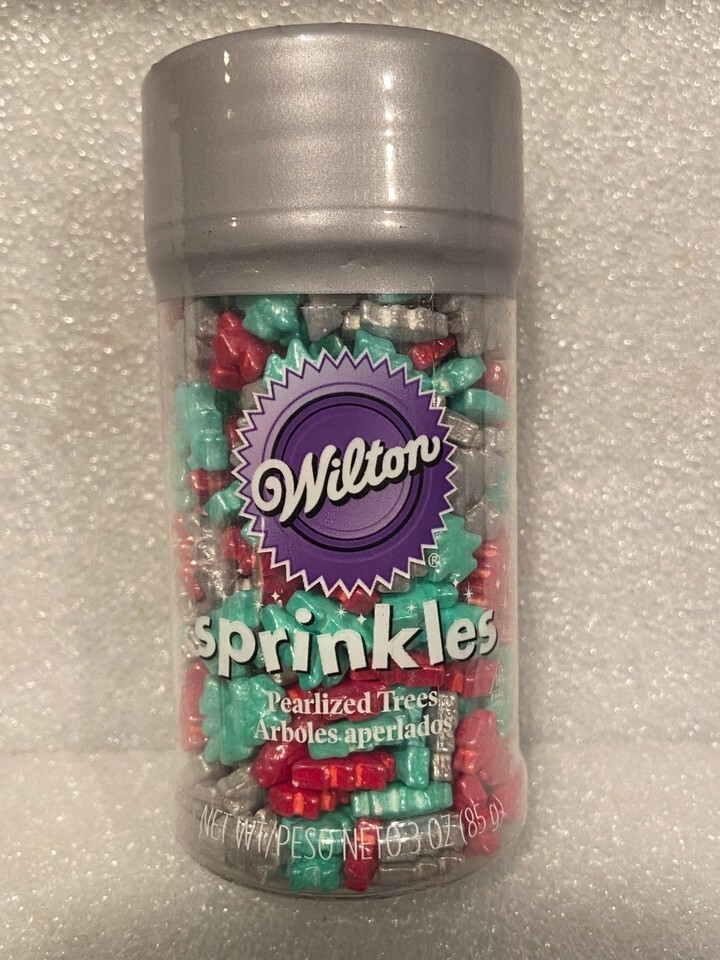 Wilton
®
sprinkles
Pearlized Trees
Árboles aperlados
NET WT/PESO NETO 3 OZ (85 g)